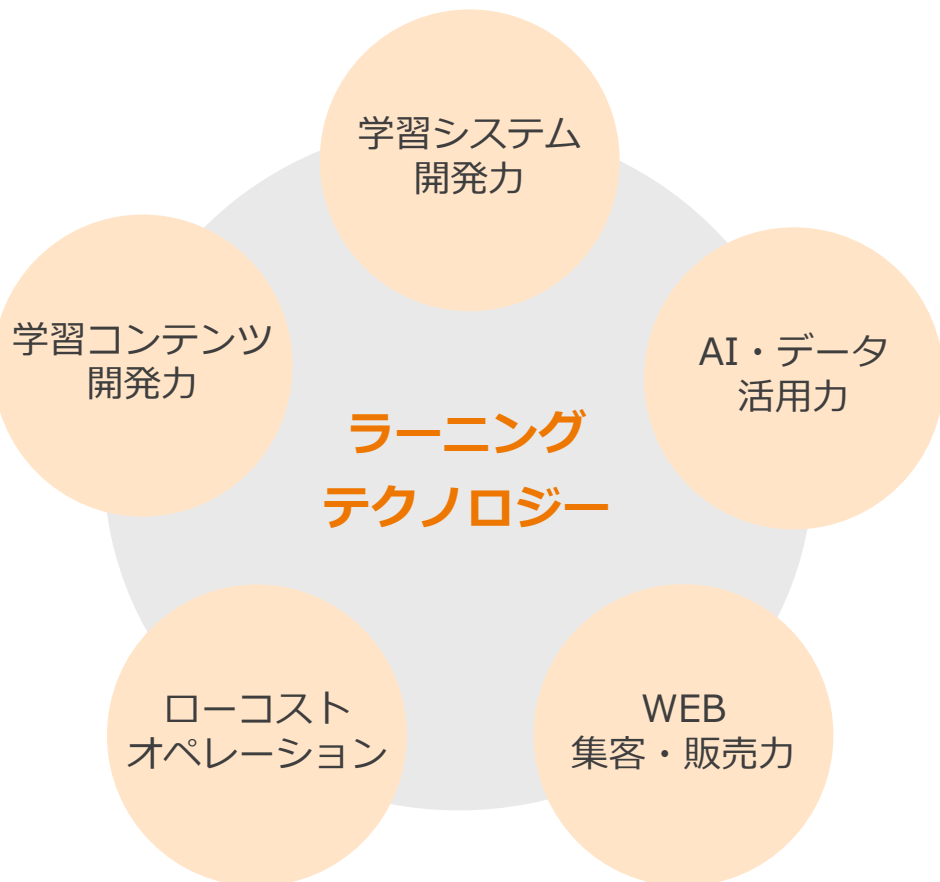 学習システム
開発力
学習コンテンツ
開発力
AI・データ
活用力
ラーニング
テクノロジー
ローコスト
オペレーション
WEB
集客・販売力